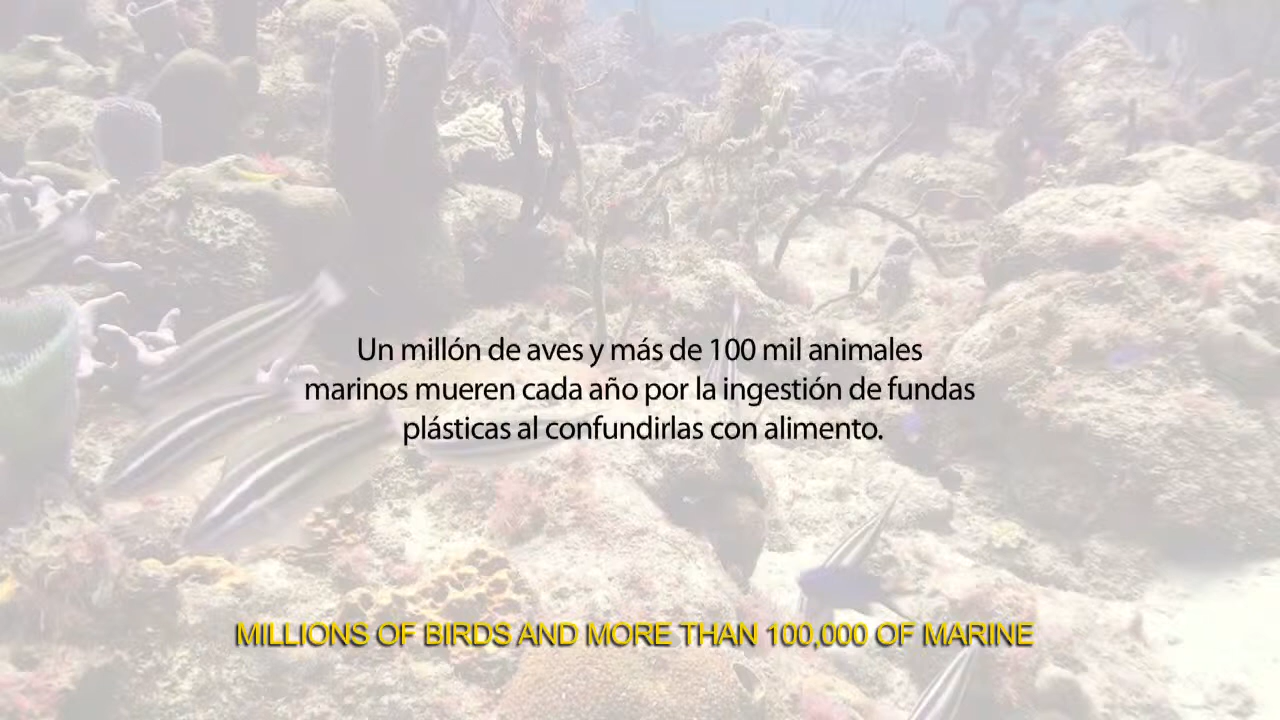 Un millón de aves y más de 100 mil animales
marinos mueren cada año por la ingestión de fundas
plásticas al confundirlas con alimento.
MILLIONS OF BIRDS AND MORE THAN 100,000 OF MARINE